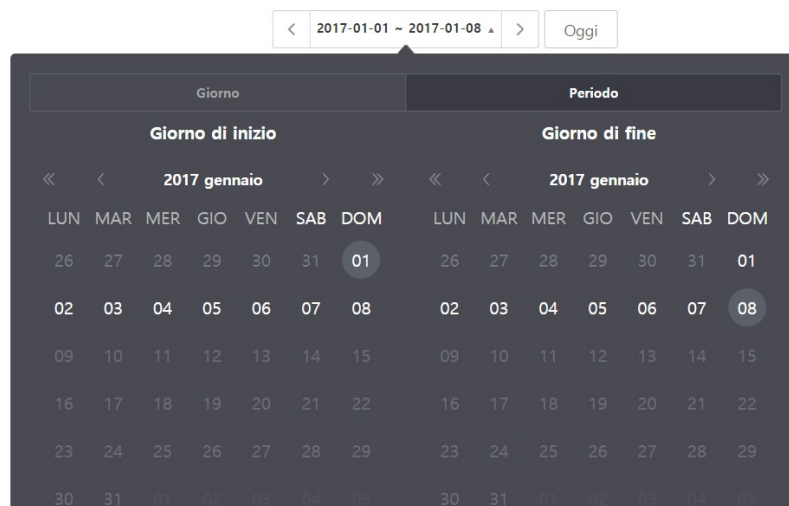 2017-01-01 ~ 2017-01-08 ▲ Oggi
Giorno Periodo
Giorno di inizio Giorno di fine
2017 gennaio 2017 gennaio
LUN MAR MER GIO VEN SAB DOM LUN MAR MER GIO VEN SAB DOM
26 27 28 29 30 31 01 26 27 28 29 30 31 01
02 03 04 05 06 07 08 02 03 04 05 06 07 08
09 10 11 12 13 14 15 09 10 11 12 13 14 15
16 17 18 19 20 21 22 16 17 18 19 20 21 22
23 24 25 26 27 28 29 23 24 25 26 27 28 29
30 31 01 02 03 04 05 30 31 01 02 03 04 05